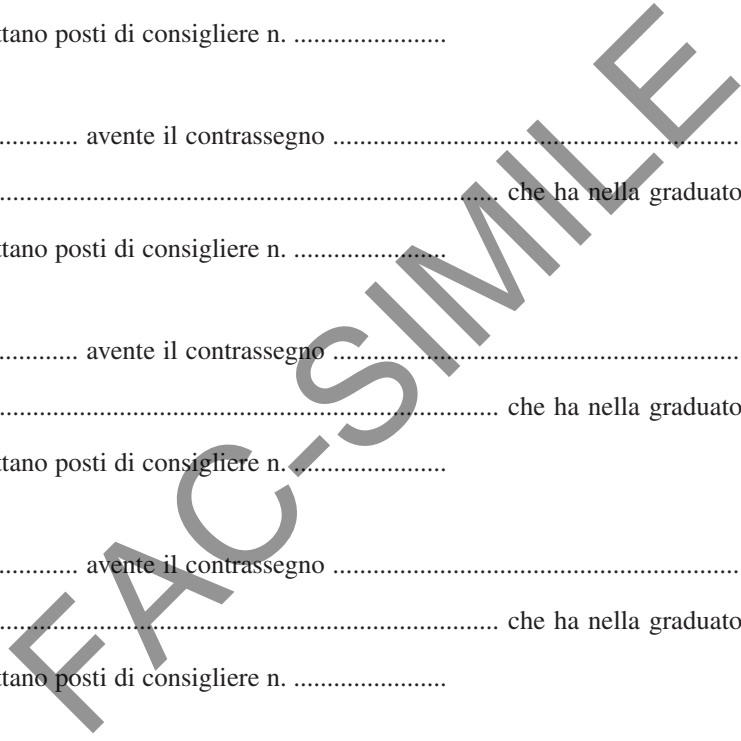 ttano posti di consigliere n. .......................
............ avente il contrassegno ..............................................................
........................................................................... che ha nella graduato
ttano posti di consigliere n. .......................
............ avente il contrassegno ..............................................................
........................................................................... che ha nella graduato
ttano posti di consigliere n. .......................
............ avente il contrassegno ..............................................................
........................................................................... che ha nella graduato
ttano posti di consigliere n. .......................
FAC-SIMILE